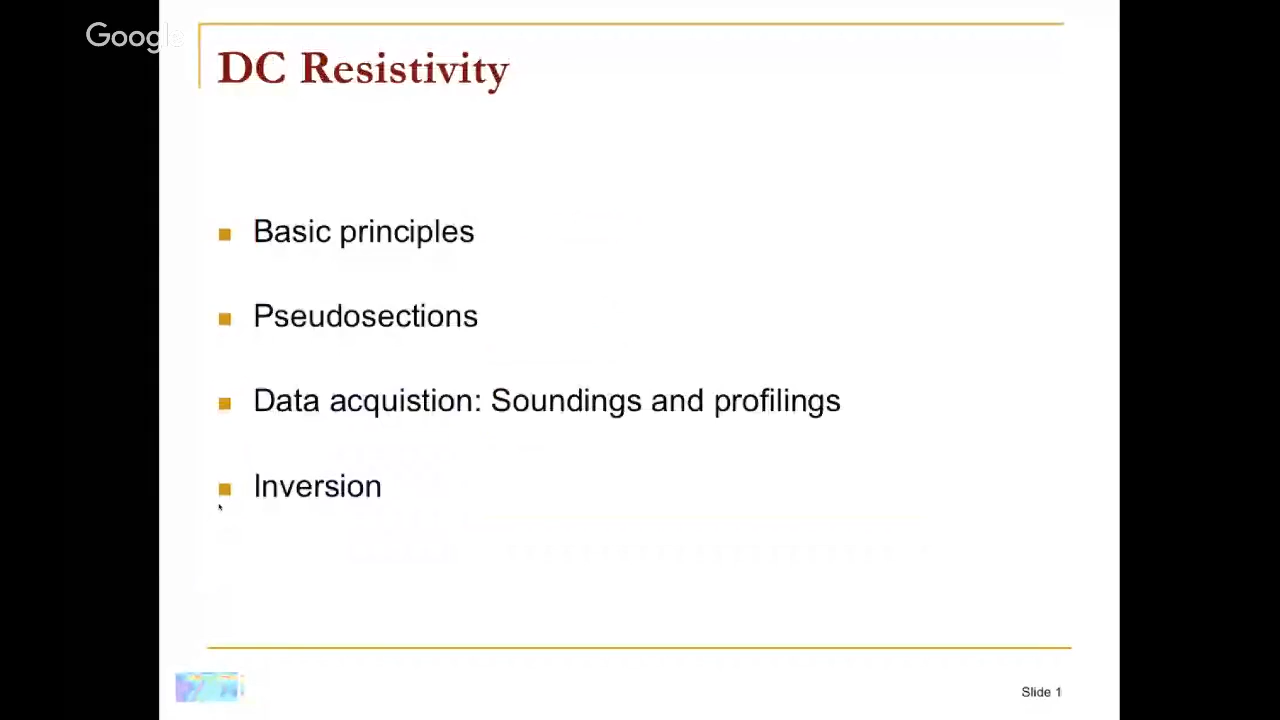 Google
DC Resistivity
Basic principles
Pseudosections
Data acquistion: Soundings and profilings
Inversion
Slide 1